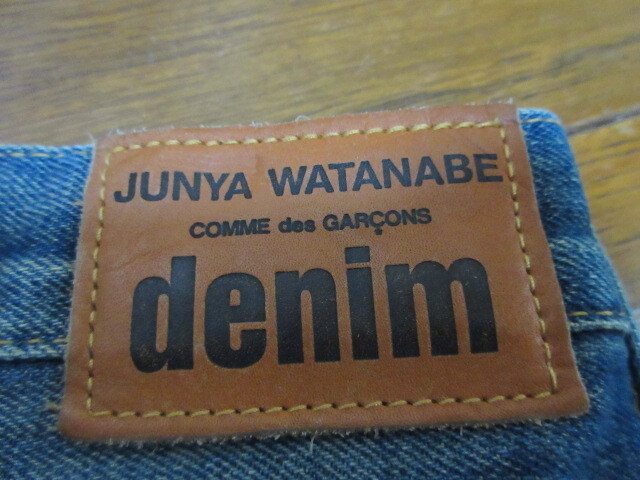 JUNYA WATANABE
COMME des GARÇONS
denim